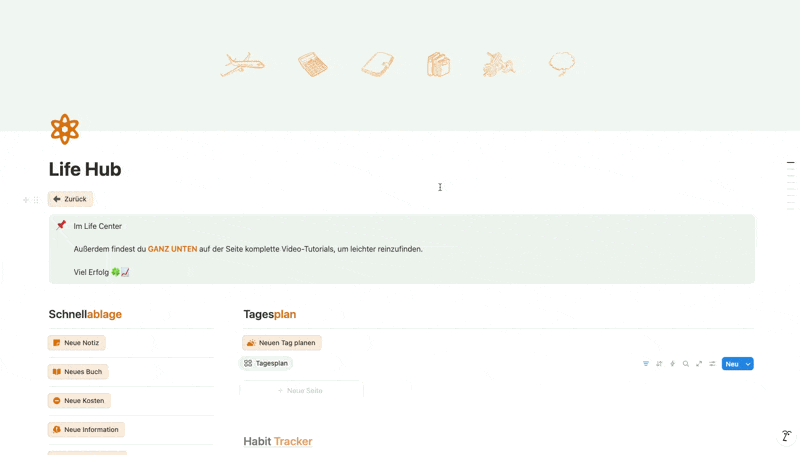 Life Hub
Zurück
Im Life Center
Außerdem findest du GANZ UNTEN auf der Seite komplette Video-Tutorials, um leichter reinzufinden.
Viel Erfolg 🍀📈
Schnellablage
Neue Notiz
Neues Buch
Neue Kosten
Neue Information
Tagesplan
Neuen Tag planen
Tagesplan
Neu
+ Neue Seite
Habit Tracker